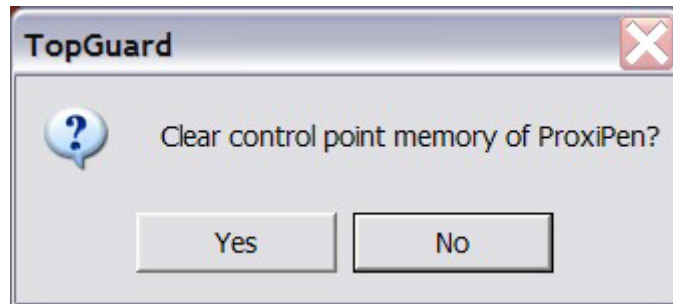 TopGuard
Clear control point memory of ProxiPen?
Yes No